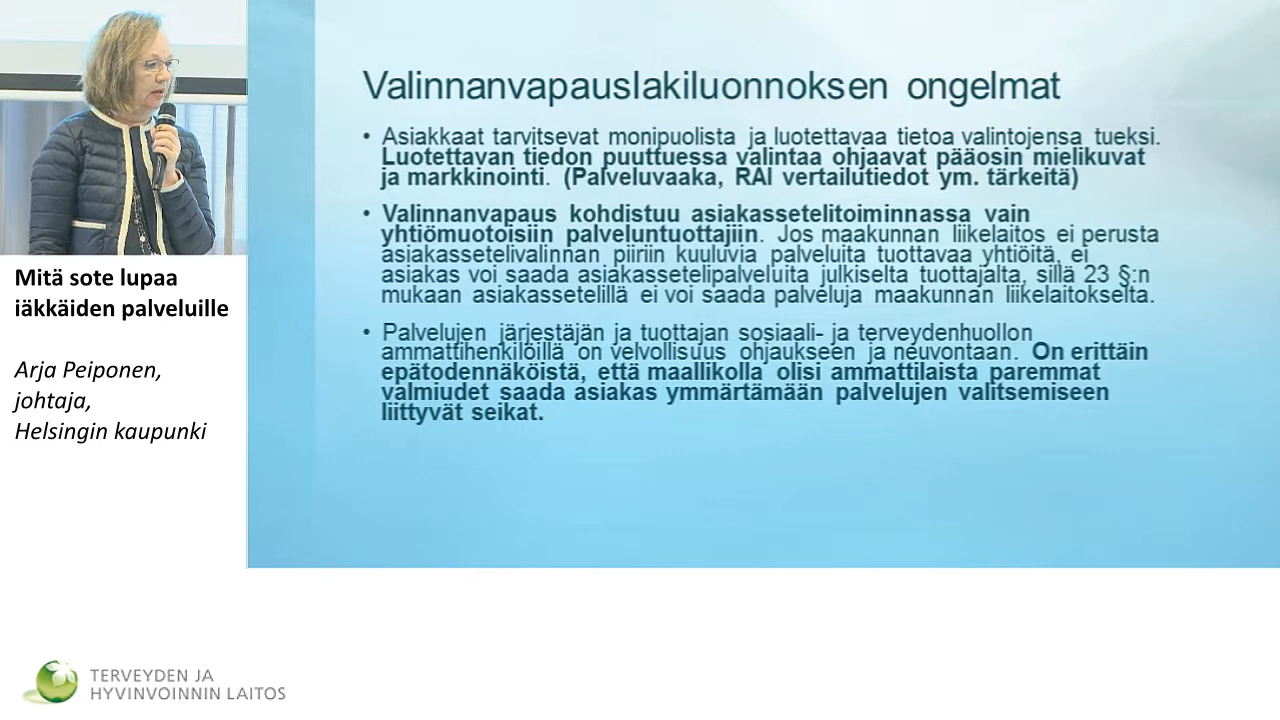 Valinnanvapauslakiluonnoksen ongelmat
• Asiakkaat tarvitsevat monipuolista ja luotettavaa tietoa valintojensa tueksi.
Luotettavan tiedon puuttuessa valintaa ohjaavat pääosin mielikuvat
ja markkinointi. (Palveluvaaka, RAI vertailutiedot ym. tärkeitä)
• Valinnanvapaus kohdistuu asiakassetelitoiminnassa vain
yhtiömuotoisiin palveluntuottajiin. Jos maakunnan liikelaitos ei perusta
asiakassetelivalinnan piiriin kuuluvia palveluita tuottavaa yhtiöitä, ei
asiakas voi saada asiakassetelipalveluita julkiselta tuottajalta, sillä 23 §:n
mukaan asiakassetelillä ei voi saada palveluja maakunnan liikelaitokselta.
• Palvelujen järjestäjän ja tuottajan sosiaali- ja terveydenhuollon
ammattihenkilöillä on velvollisuus ohjaukseen ja neuvontaan. On erittäin
epätodennäköistä, että maallikolla olisi ammattilaista paremmat
valmiudet saada asiakas ymmärtämään palvelujen valitsemiseen
liittyvät seikat.
Mitä sote lupaa
iäkkäiden palveluille
Arja Peiponen,
johtaja,
Helsingin kaupunki
TERVEYDEN JA
HYVINVOINNIN LAITOS